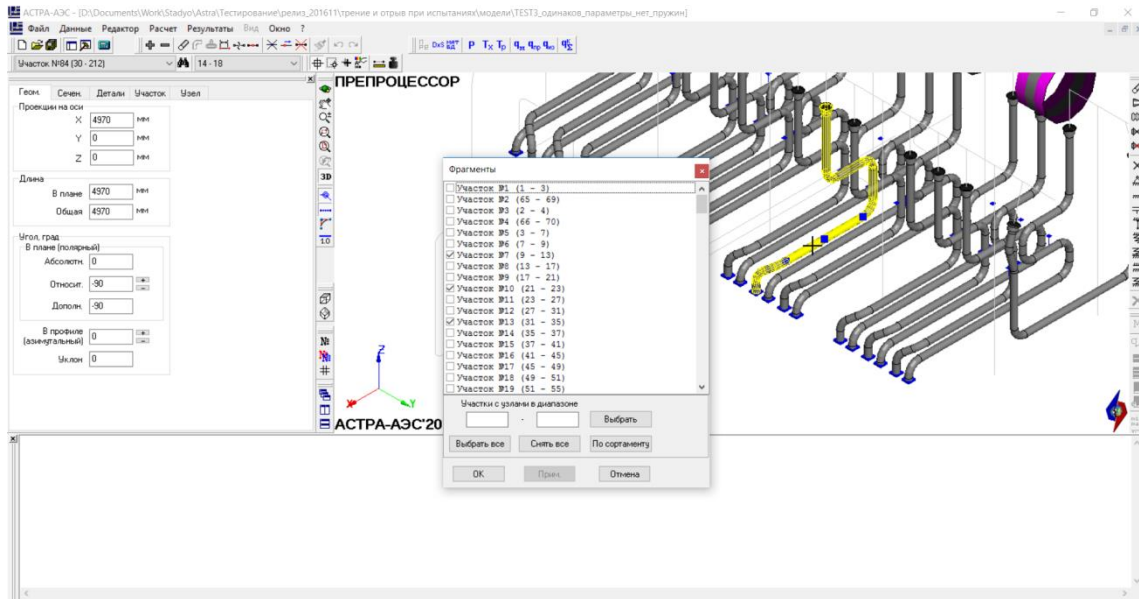 АСТРА-АЭС - [D:\Documents\Work\Stadyo\Astra\Тестирование\релиз_201611\трение и отрыв при испытаниях\модели\TEST3_одинаков_параметры_нет_пружин]
Файл Данные Редактор Расчет Результаты Вид Окно ?
P Tx Tр qм qпр qю
Участок №84 (30 - 212) 14 - 18
Геом. Сечен. Детали Участок Узел
Проекции на оси
X 4970 мм
Y 0 мм
Z 0 мм
Длина
В плане 4970 мм
Общая 4970 мм
Угол, град
В плане (полярный)
Абсолютн. 0
Относит. -90
Дополн. -90
В профиле (азимутальный) 0
Уклон 0
3D
1.0
№
ПРЕПРОЦЕССОР
Z
X
Y
АСТРА-АЭС'20
Фрагменты
Участок №1 (1 - 3)
Участок №2 (65 - 69)
Участок №3 (2 - 4)
Участок №4 (66 - 70)
Участок №5 (3 - 7)
Участок №6 (7 - 9)
Участок №7 (9 - 13)
Участок №8 (13 - 17)
Участок №9 (17 - 21)
Участок №10 (21 - 23)
Участок №11 (23 - 27)
Участок №12 (27 - 31)
Участок №13 (31 - 35)
Участок №14 (35 - 37)
Участок №15 (37 - 41)
Участок №16 (41 - 45)
Участок №17 (45 - 49)
Участок №18 (49 - 51)
Участок №19 (51 - 55)
Участки с узлами в диапазоне
- Выбрать
Выбрать все Снять все По сортаменту
OK Прим. Отмена